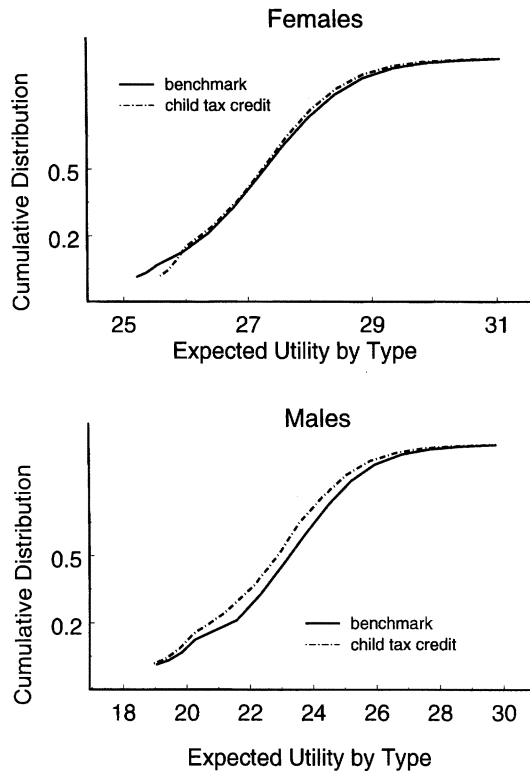 Females
benchmark
child tax credit
Cumulative Distribution
0.5
0.2
25 27 29 31
Expected Utility by Type
Males
Cumulative Distribution
0.5
0.2
benchmark
child tax credit
18 20 22 24 26 28 30
Expected Utility by Type